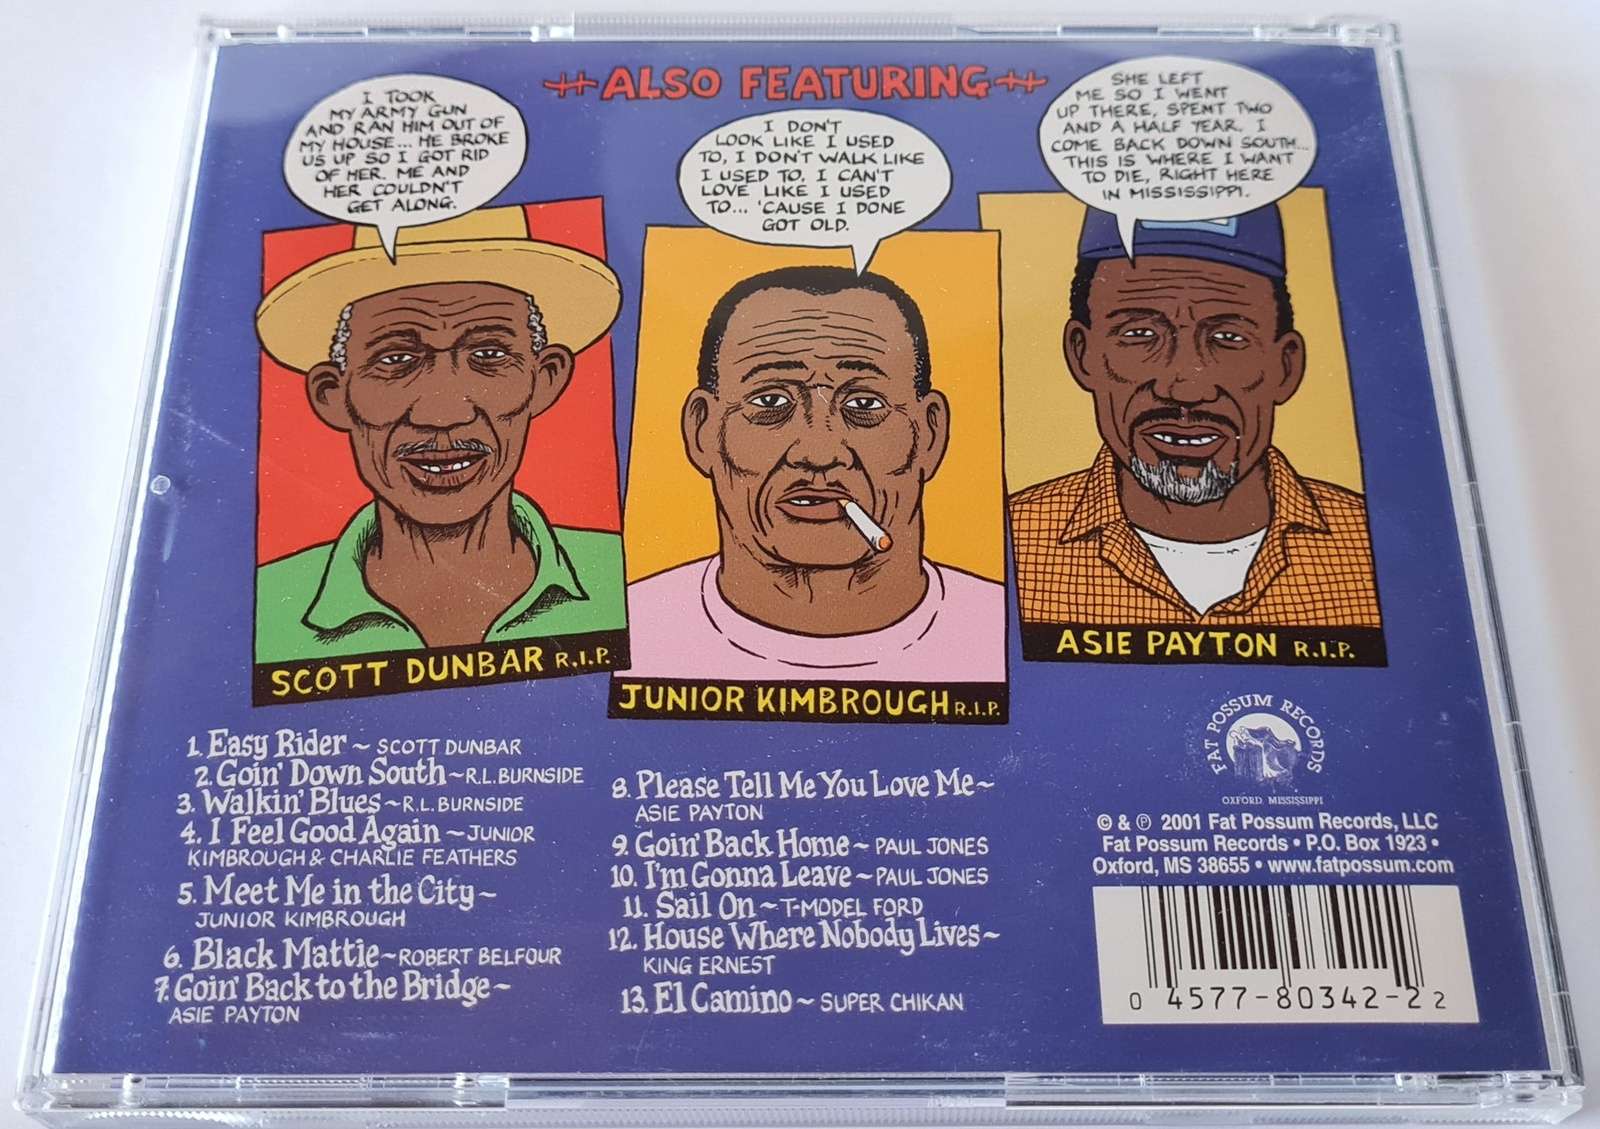 ALSO FEATURING
I TOOK
MY ARMY GUN
AND RAN HIM OUT OF
MY HOUSE... HE BROKE
US UP SO I GOT RID
OF HER. ME AND
HER COULDN'T
GET ALONG.
I DON'T
LOOK LIKE I USED
TO, I DON'T WALK LIKE
I USED TO. I CAN'T
LOVE LIKE I USED
TO... 'CAUSE I DONE
GOT OLD.
SHE LEFT
ME SO I WENT
UP THERE, SPENT TWO
AND A HALF YEAR. I
COME BACK DOWN SOUTH...
THIS IS WHERE I WANT
TO DIE, RIGHT HERE
IN MISSISSIPPI.
SCOTT DUNBAR R.I.P.
JUNIOR KIMBROUGH R.I.P.
ASIE PAYTON R.I.P.
1. Easy Rider ~ SCOTT DUNBAR
2. Goin' Down South ~ R.L. BURNSIDE
3. Walkin' Blues ~ R.L. BURNSIDE
4. I Feel Good Again ~ JUNIOR
KIMBROUGH & CHARLIE FEATHERS
5. Meet Me in the City ~
JUNIOR KIMBROUGH
6. Black Mattie ~ ROBERT BELFOUR
7. Goin' Back to the Bridge ~
ASIE PAYTON
8. Please Tell Me You Love Me ~
ASIE PAYTON
9. Goin' Back Home ~ PAUL JONES
10. I'm Gonna Leave ~ PAUL JONES
11. Sail On ~ T-MODEL FORD
12. House Where Nobody Lives ~
KING ERNEST
13. El Camino ~ SUPER CHIKAN
FAT POSSUM RECORDS
OXFORD, MISSISSIPPI
© & ℗ 2001 Fat Possum Records, LLC
Fat Possum Records • P.O. Box 1923 •
Oxford, MS 38655 • www.fatpossum.com
0 4577-80342-2 2